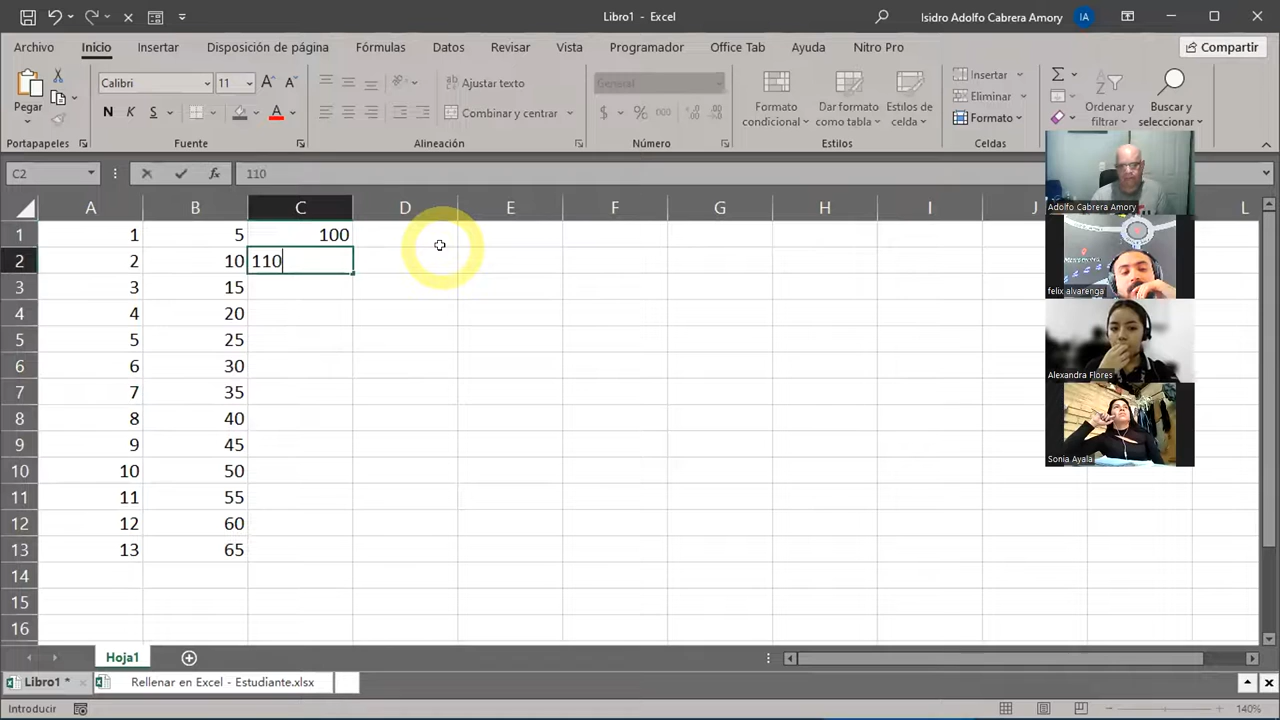 Libro1 - Excel
Isidro Adolfo Cabrera Amory
IA
Archivo Inicio Insertar Disposición de página Fórmulas Datos Revisar Vista Programador Office Tab Ayuda Nitro Pro
Compartir
Pegar
Calibri 11
A A
N K S
A
ab Ajustar texto
Combinar y centrar
General
$ % 000
Formato condicional
Dar formato como tabla
Estilos de celda
Insertar
Eliminar
Formato
Ordenar y filtrar
Buscar y seleccionar
Portapapeles Fuente Alineación Número Estilos Celdas
C2 fx 110
A B C D E F G H I J L
1 1 5 100
2 2 10 110
3 3 15
4 4 20
5 5 25
6 6 30
7 7 35
8 8 40
9 9 45
10 10 50
11 11 55
12 12 60
13 13 65
14
15
16
Adolfo Cabrera Amory
felix alvarenga
Alexandra Flores
Sonia Ayala
Hoja1
Libro1 * Rellenar en Excel - Estudiante.xlsx
Introducir
140%